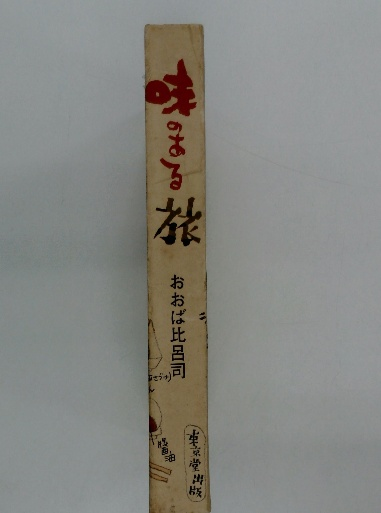 味のある旅
おおば比呂司
醤油
東京堂出版